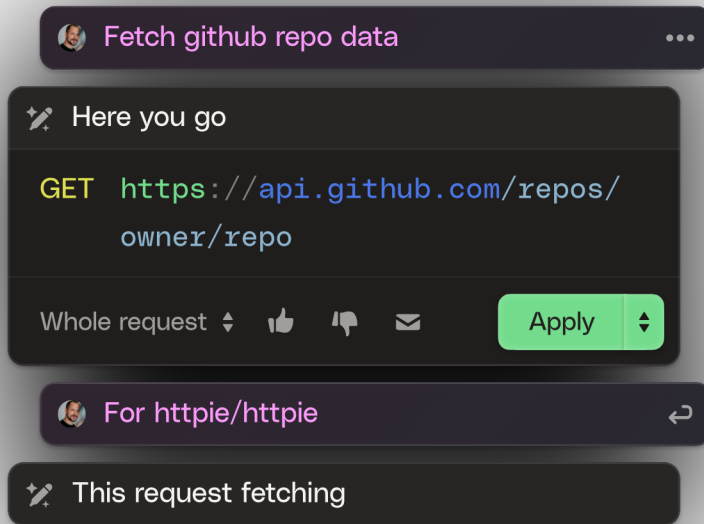 Fetch github repo data
Here you go
GET https://api.github.com/repos/
owner/repo
Whole request
Apply
For httpie/httpie
This request fetching